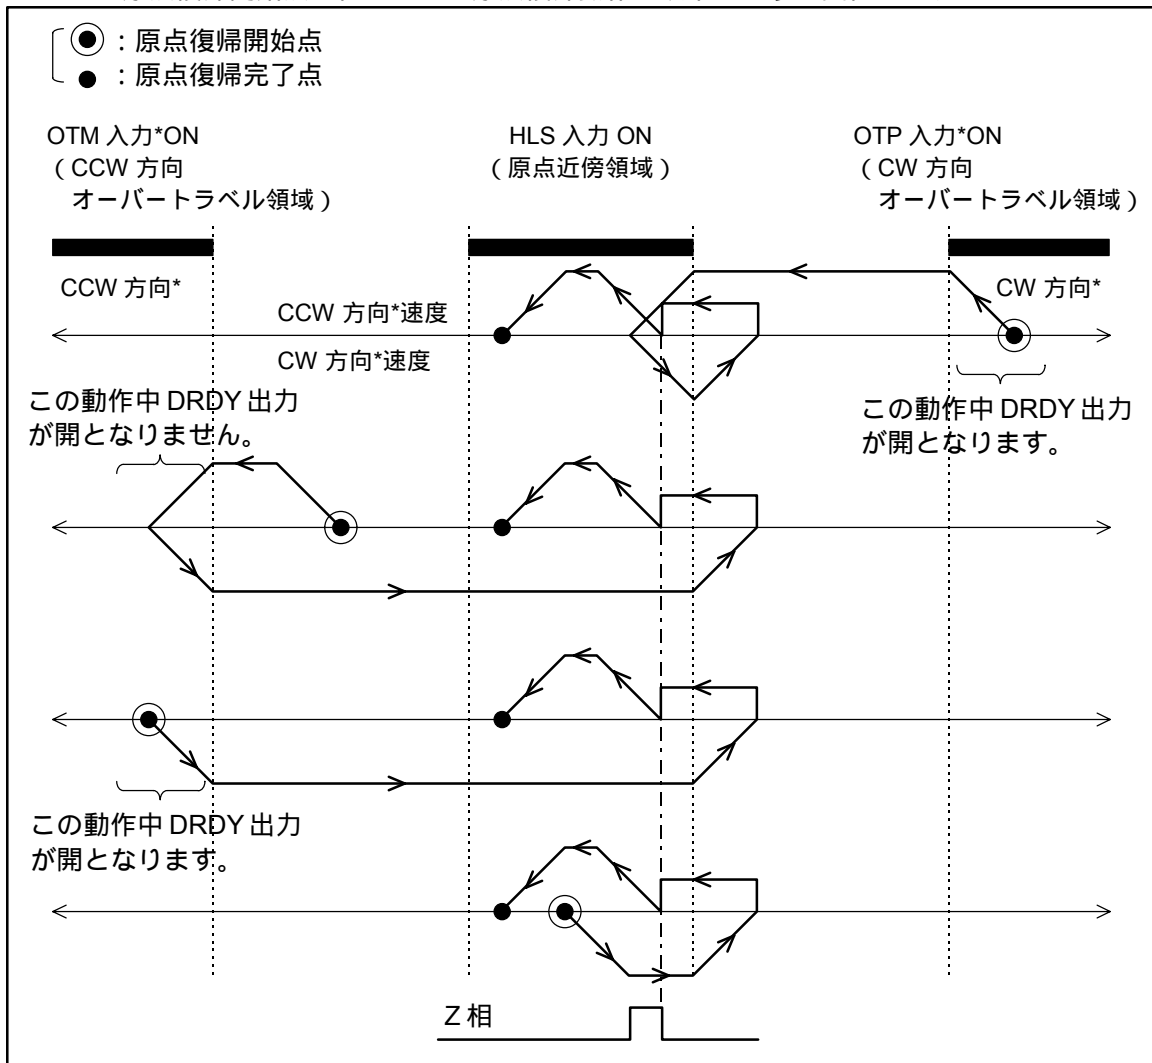 ：原点復帰開始点
：原点復帰完了点
OTM 入力*ON
（CCW 方向
オーバートラベル領域）
HLS 入力 ON
（原点近傍領域）
OTP 入力*ON
（CW 方向
オーバートラベル領域）
CCW 方向*
CCW 方向*速度
CW 方向*
CW 方向*速度
この動作中 DRDY 出力
が開となりません。
この動作中 DRDY 出力
が開となります。
この動作中 DRDY 出力
が開となります。
Z 相